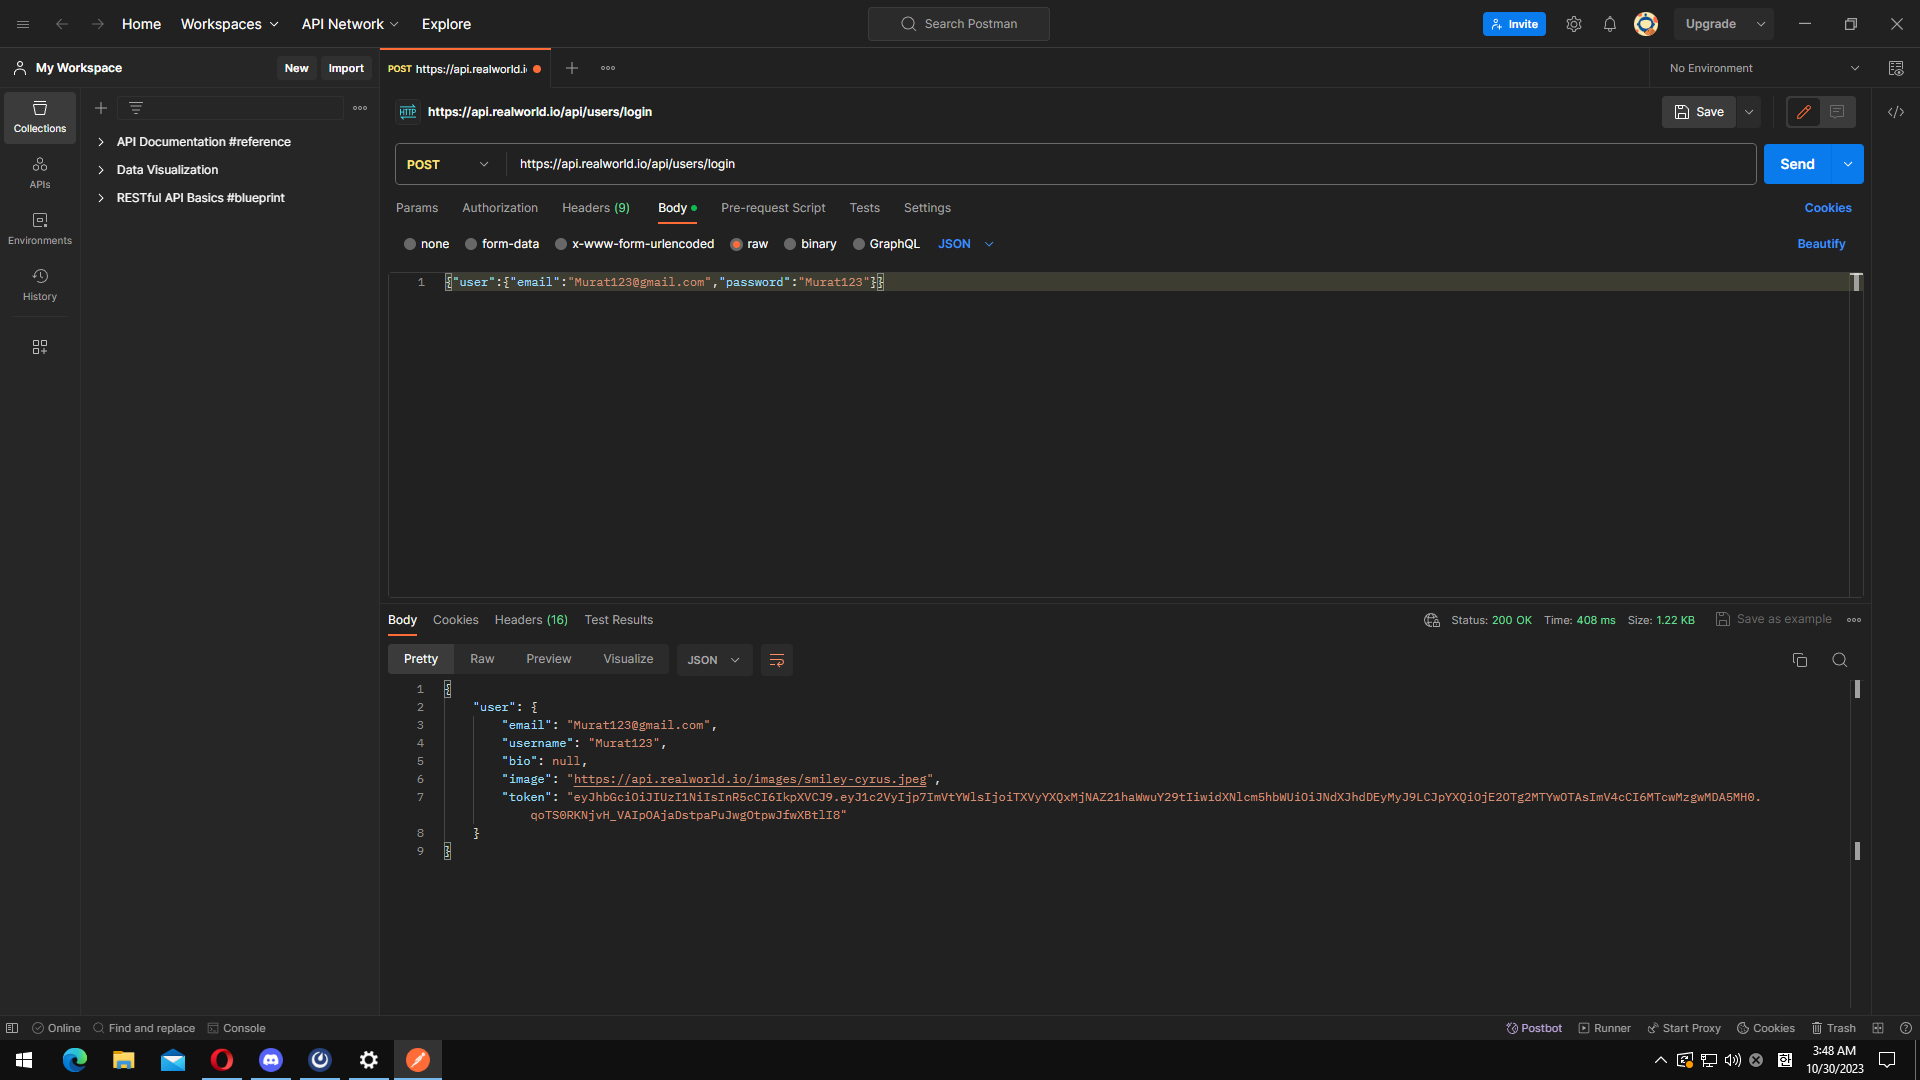 Home
Workspaces
API Network
Explore
Search Postman
Invite
Upgrade
My Workspace
New
Import
POST https://api.realworld.i
No Environment
Collections
APIs
Environments
History
API Documentation #reference
Data Visualization
RESTful API Basics #blueprint
HTTP https://api.realworld.io/api/users/login
Save
POST
https://api.realworld.io/api/users/login
Send
Params
Authorization
Headers (9)
Body
Pre-request Script
Tests
Settings
Cookies
none
form-data
x-www-form-urlencoded
raw
binary
GraphQL
JSON
Beautify
1 {"user":{"email":"Murat123@gmail.com","password":"Murat123"}}
Body
Cookies
Headers (16)
Test Results
Status: 200 OK
Time: 408 ms
Size: 1.22 KB
Save as example
Pretty
Raw
Preview
Visualize
JSON
1 {
2 "user": {
3 "email": "Murat123@gmail.com",
4 "username": "Murat123",
5 "bio": null,
6 "image": "https://api.realworld.io/images/smiley-cyrus.jpeg",
7 "token": "eyJhbGciOiJIUzI1NiIsInR5cCI6IkpXVCJ9.eyJ1c2VyIjp7ImVtYWlsIjoiTXVyYXQxMjNAZ21haWwuY29tIiwidXNlcm5hbWUiOiJNdXJhdDEyMyJ9LCJpYXQiOjE2OTg2MTYwOTAsImV4cCI6MTcwMzgwMDA5MH0.
qoTS0RKNjvH_VAIpOAjaDstpaPuJwgOtpwJfwXBtlI8"
8 }
9 }
Online
Find and replace
Console
Postbot
Runner
Start Proxy
Cookies
Trash
3:48 AM
10/30/2023